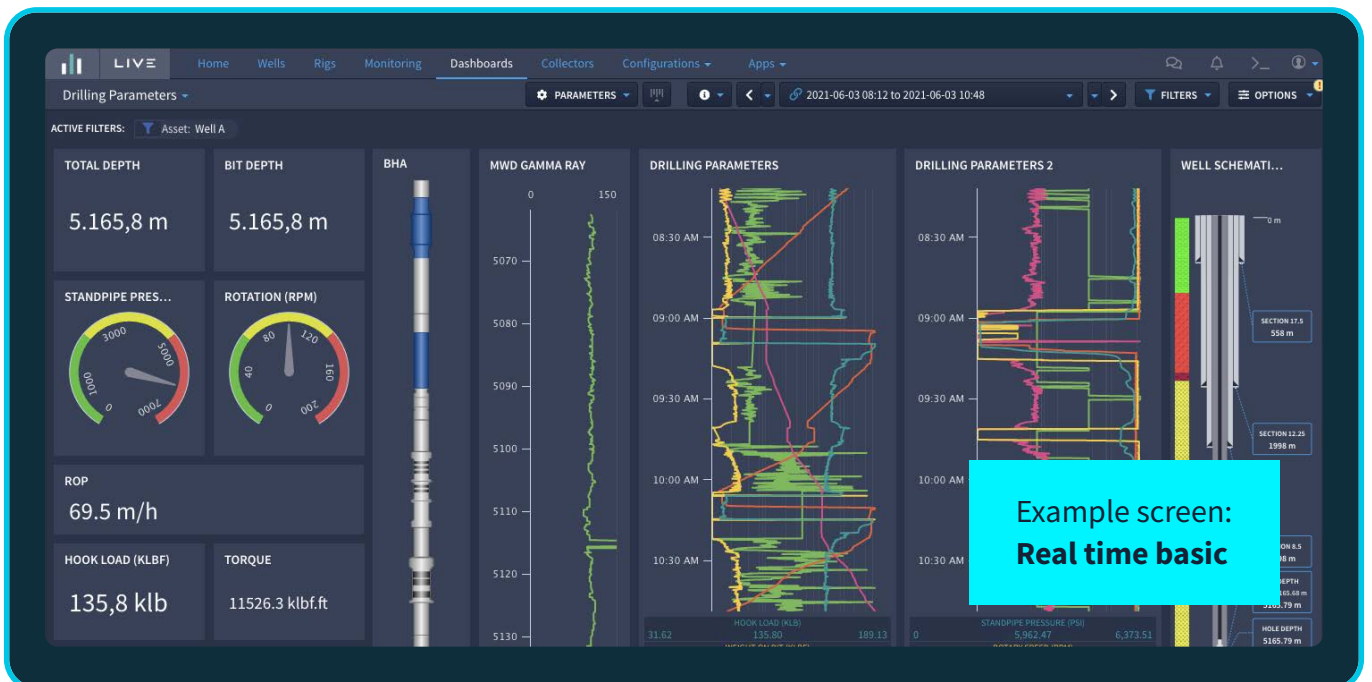 LIVΞ
Home Wells Rigs Monitoring Dashboards Collectors Configurations Apps
Drilling Parameters
PARAMETERS
2021-06-03 08:12 to 2021-06-03 10:48
FILTERS
OPTIONS
ACTIVE FILTERS: Asset: Well A
TOTAL DEPTH
5.165,8 m
BIT DEPTH
5.165,8 m
STANDPIPE PRES...
0
1000
3000
5000
7000
ROTATION (RPM)
0
40
80
120
160
200
ROP
69.5 m/h
HOOK LOAD (KLBF)
135,8 klb
TORQUE
11526.3 klbf.ft
BHA
MWD GAMMA RAY
0 150
5070
5080
5090
5100
5110
5120
5130
DRILLING PARAMETERS
08:30 AM
09:00 AM
09:30 AM
10:00 AM
10:30 AM
HOOK LOAD (KLB)
31.62 135.80 189.13
DRILLING PARAMETERS 2
08:30 AM
09:00 AM
09:30 AM
10:00 AM
10:30 AM
STANDPIPE PRESSURE (PSI)
0 5,962.47 6,373.51
WELL SCHEMATI...
0 m
SECTION 17.5
558 m
SECTION 12.25
1998 m
HOLE DEPTH
5165.79 m
Example screen:
Real time basic